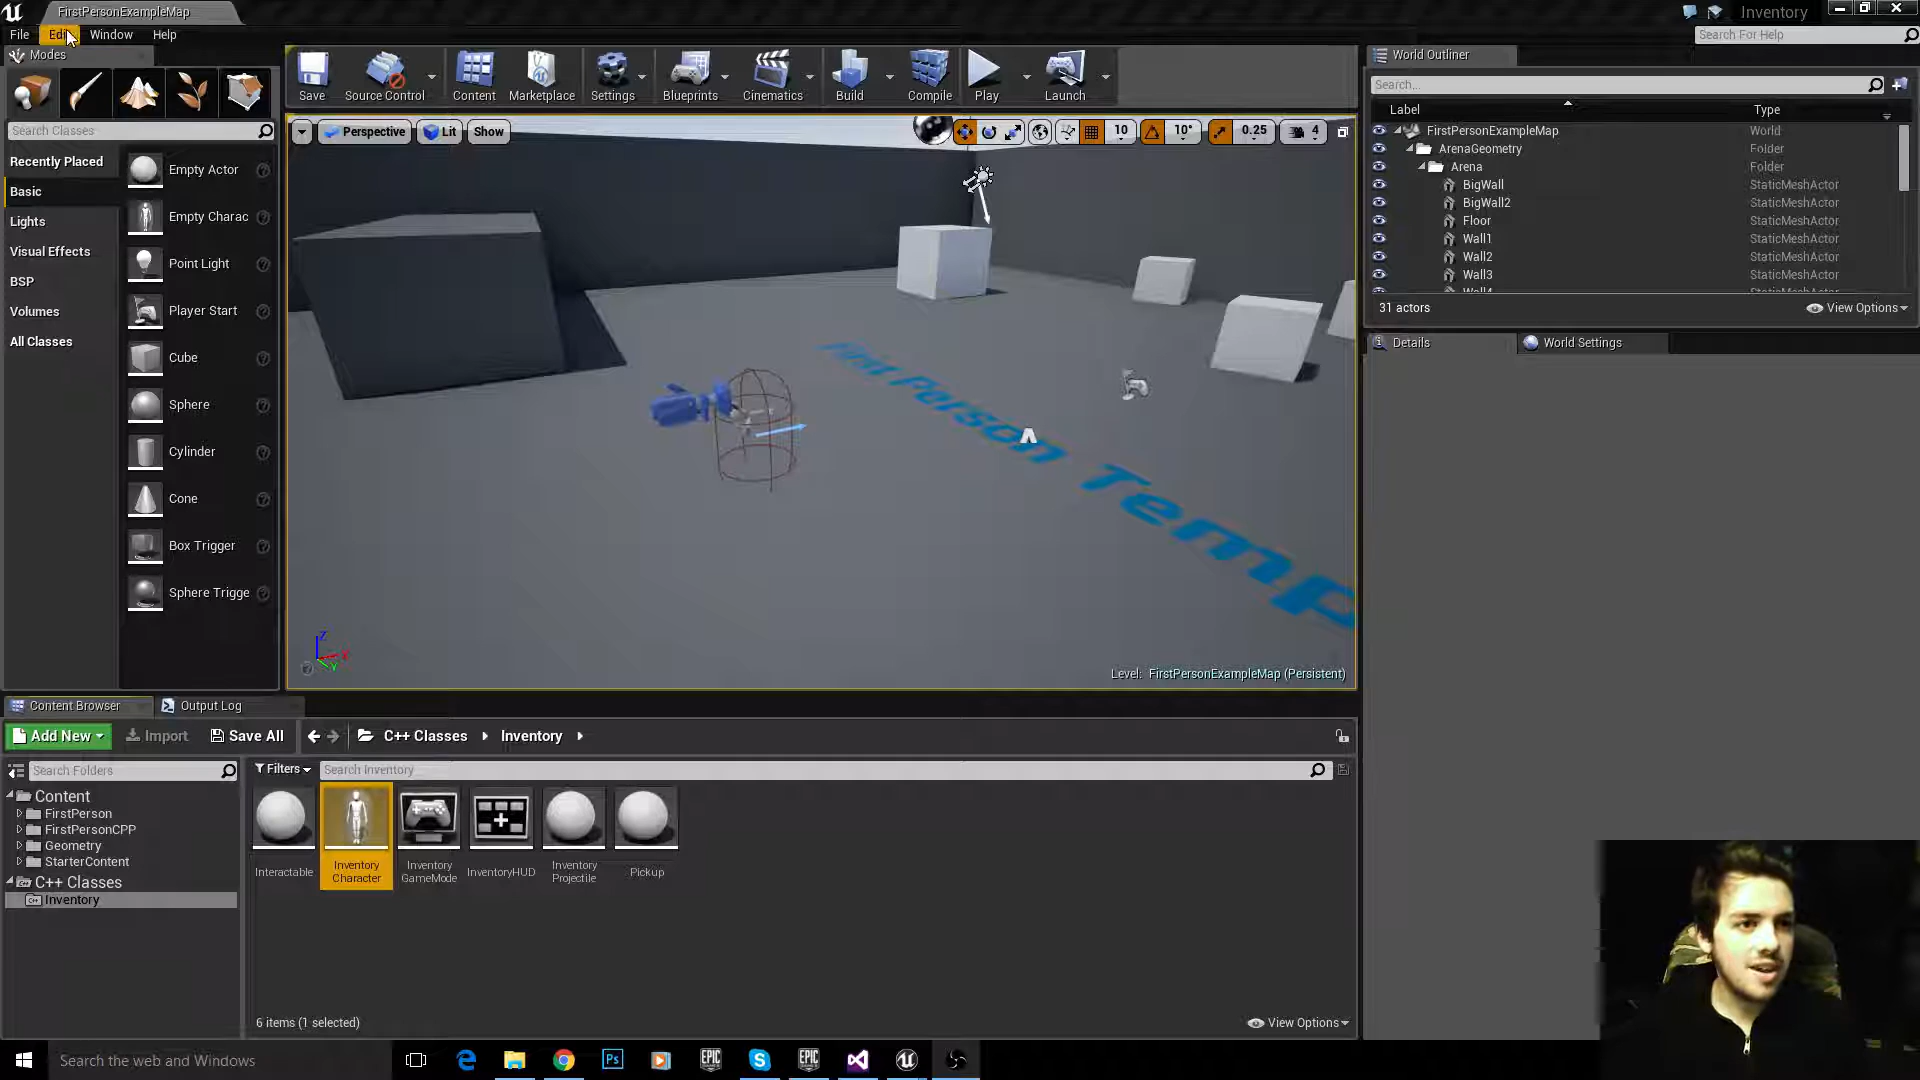 FirstPersonExampleMap
Inventory
File
Edit
Window
Help
Search For Help
Modes
Search Classes
Recently Placed
Basic
Lights
Visual Effects
BSP
Volumes
All Classes
Empty Actor
Empty Charac
Point Light
Player Start
Cube
Sphere
Cylinder
Cone
Box Trigger
Sphere Trigge
Save
Source Control
Content
Marketplace
Settings
Blueprints
Cinematics
Build
Compile
Play
Launch
Perspective
Lit
Show
10
10°
0.25
4
First Person Temp
Level: FirstPersonExampleMap (Persistent)
World Outliner
Search...
Label
Type
FirstPersonExampleMap World
ArenaGeometry Folder
Arena Folder
BigWall StaticMeshActor
BigWall2 StaticMeshActor
Floor StaticMeshActor
Wall1 StaticMeshActor
Wall2 StaticMeshActor
Wall3 StaticMeshActor
Wall4 StaticMeshActor
31 actors
View Options
Details
World Settings
Content Browser
Output Log
Add New
Import
Save All
C++ Classes
Inventory
Search Folders
Filters
Search Inventory
Content
FirstPerson
FirstPersonCPP
Geometry
StarterContent
C++ Classes
Inventory
Interactable
Inventory
Character
Inventory
GameMode
InventoryHUD
Inventory
Projectile
Pickup
6 items (1 selected)
View Options
Search the web and Windows
Ps
EPIC
EPIC